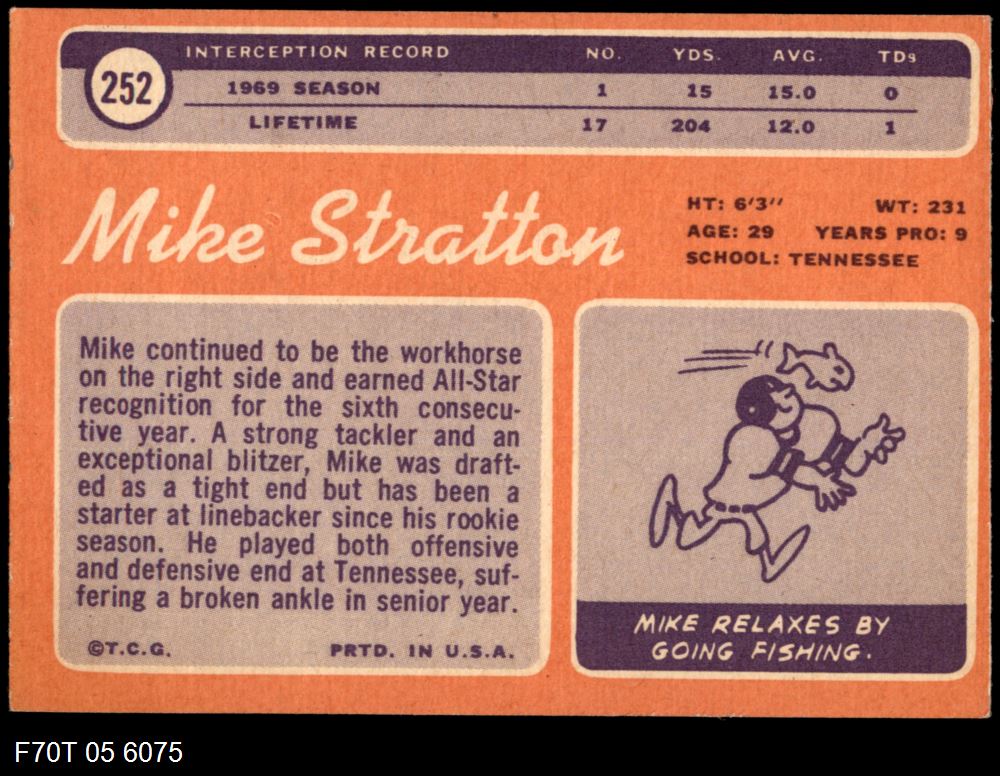 252
INTERCEPTION RECORD NO. YDS. AVG. TDs
1969 SEASON 1 15 15.0 0
LIFETIME 17 204 12.0 1
Mike Stratton
HT: 6'3" WT: 231
AGE: 29 YEARS PRO: 9
SCHOOL: TENNESSEE
Mike continued to be the workhorse
on the right side and earned All-Star
recognition for the sixth consecu-
tive year. A strong tackler and an
exceptional blitzer, Mike was draft-
ed as a tight end but has been a
starter at linebacker since his rookie
season. He played both offensive
and defensive end at Tennessee, suf-
fering a broken ankle in senior year.
©T.C.G. PRTD. IN U.S.A.
MIKE RELAXES BY
GOING FISHING.
F70T 05 6075